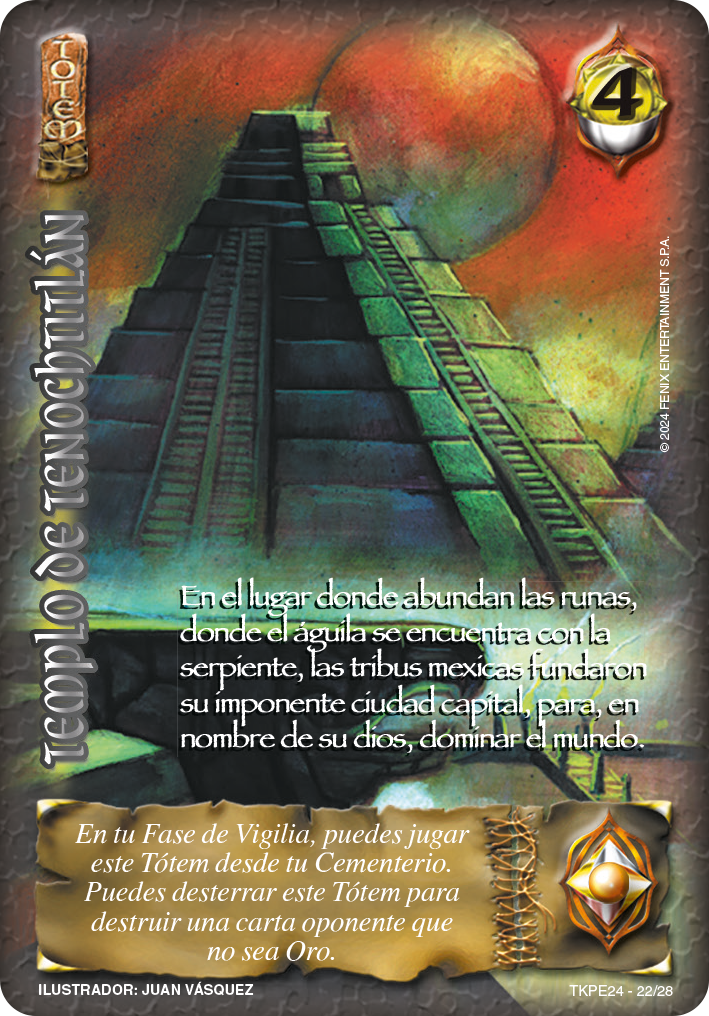 TOTEM
4
TEMPLO DE TENOCHTITLÁN
© 2024 FENIX ENTERTAINMENT S.P.A.
En el lugar donde abundan las runas,
donde el águila se encuentra con la
serpiente, las tribus mexicas fundaron
su imponente ciudad capital, para, en
nombre de su dios, dominar el mundo.
En tu Fase de Vigilia, puedes jugar
este Tótem desde tu Cementerio.
Puedes desterrar este Tótem para
destruir una carta oponente que
no sea Oro.
ILUSTRADOR: JUAN VÁSQUEZ
TKPE24 - 22/28